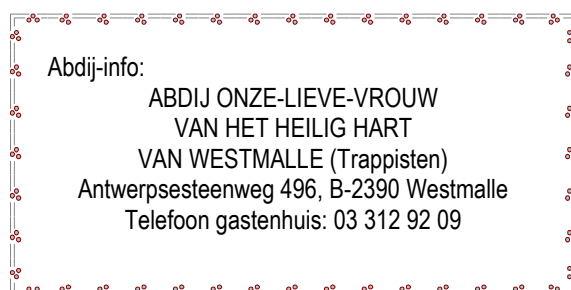 Abdij-info:
ABDIJ ONZE-LIEVE-VROUW
VAN HET HEILIG HART
VAN WESTMALLE (Trappisten)
Antwerpsesteenweg 496, B-2390 Westmalle
Telefoon gastenhuis: 03 312 92 09